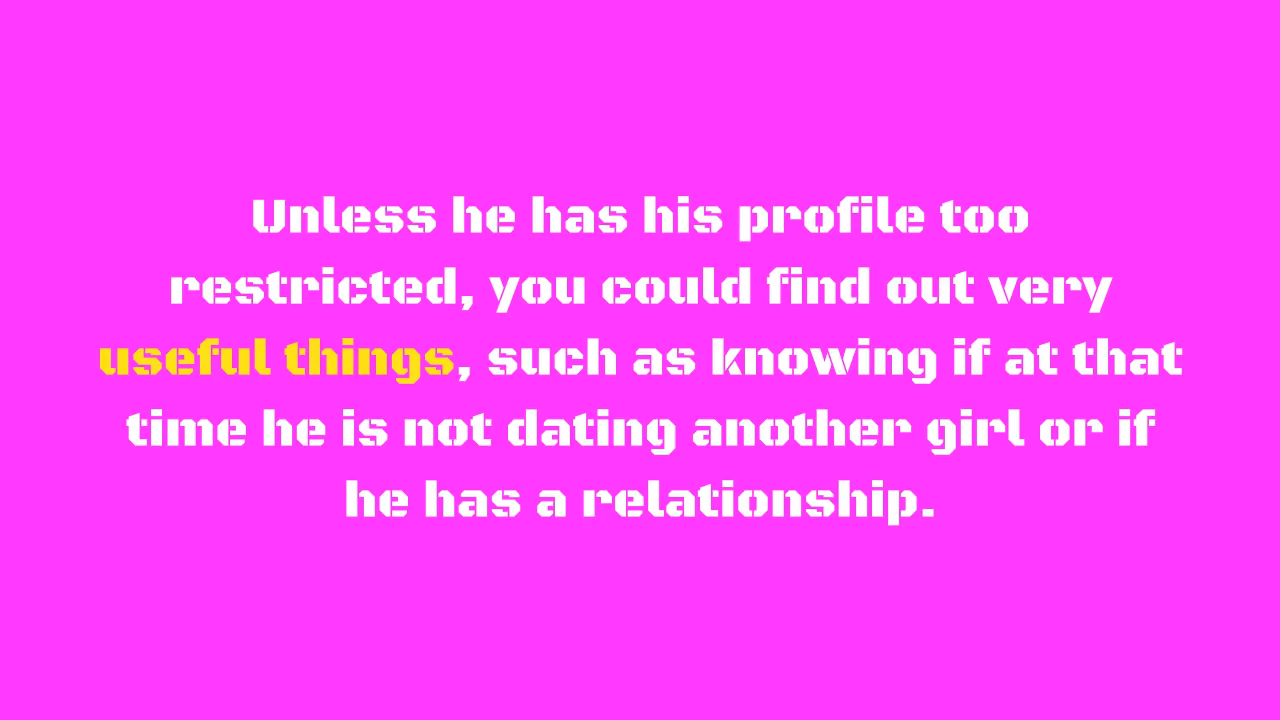 Unless he has his profile too
restricted, you could find out very
useful things, such as knowing if at that
time he is not dating another girl or if
he has a relationship.